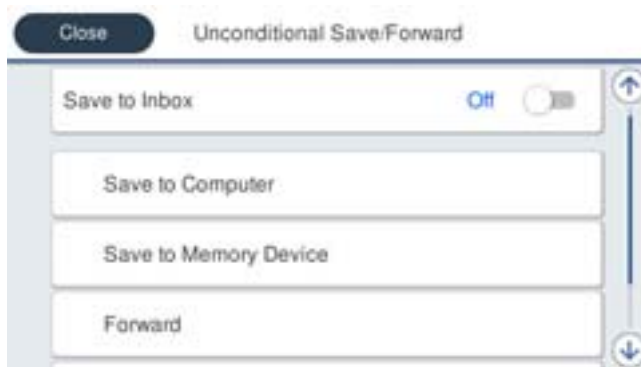 Close
Unconditional Save/Forward
Save to Inbox
Off
Save to Computer
Save to Memory Device
Forward